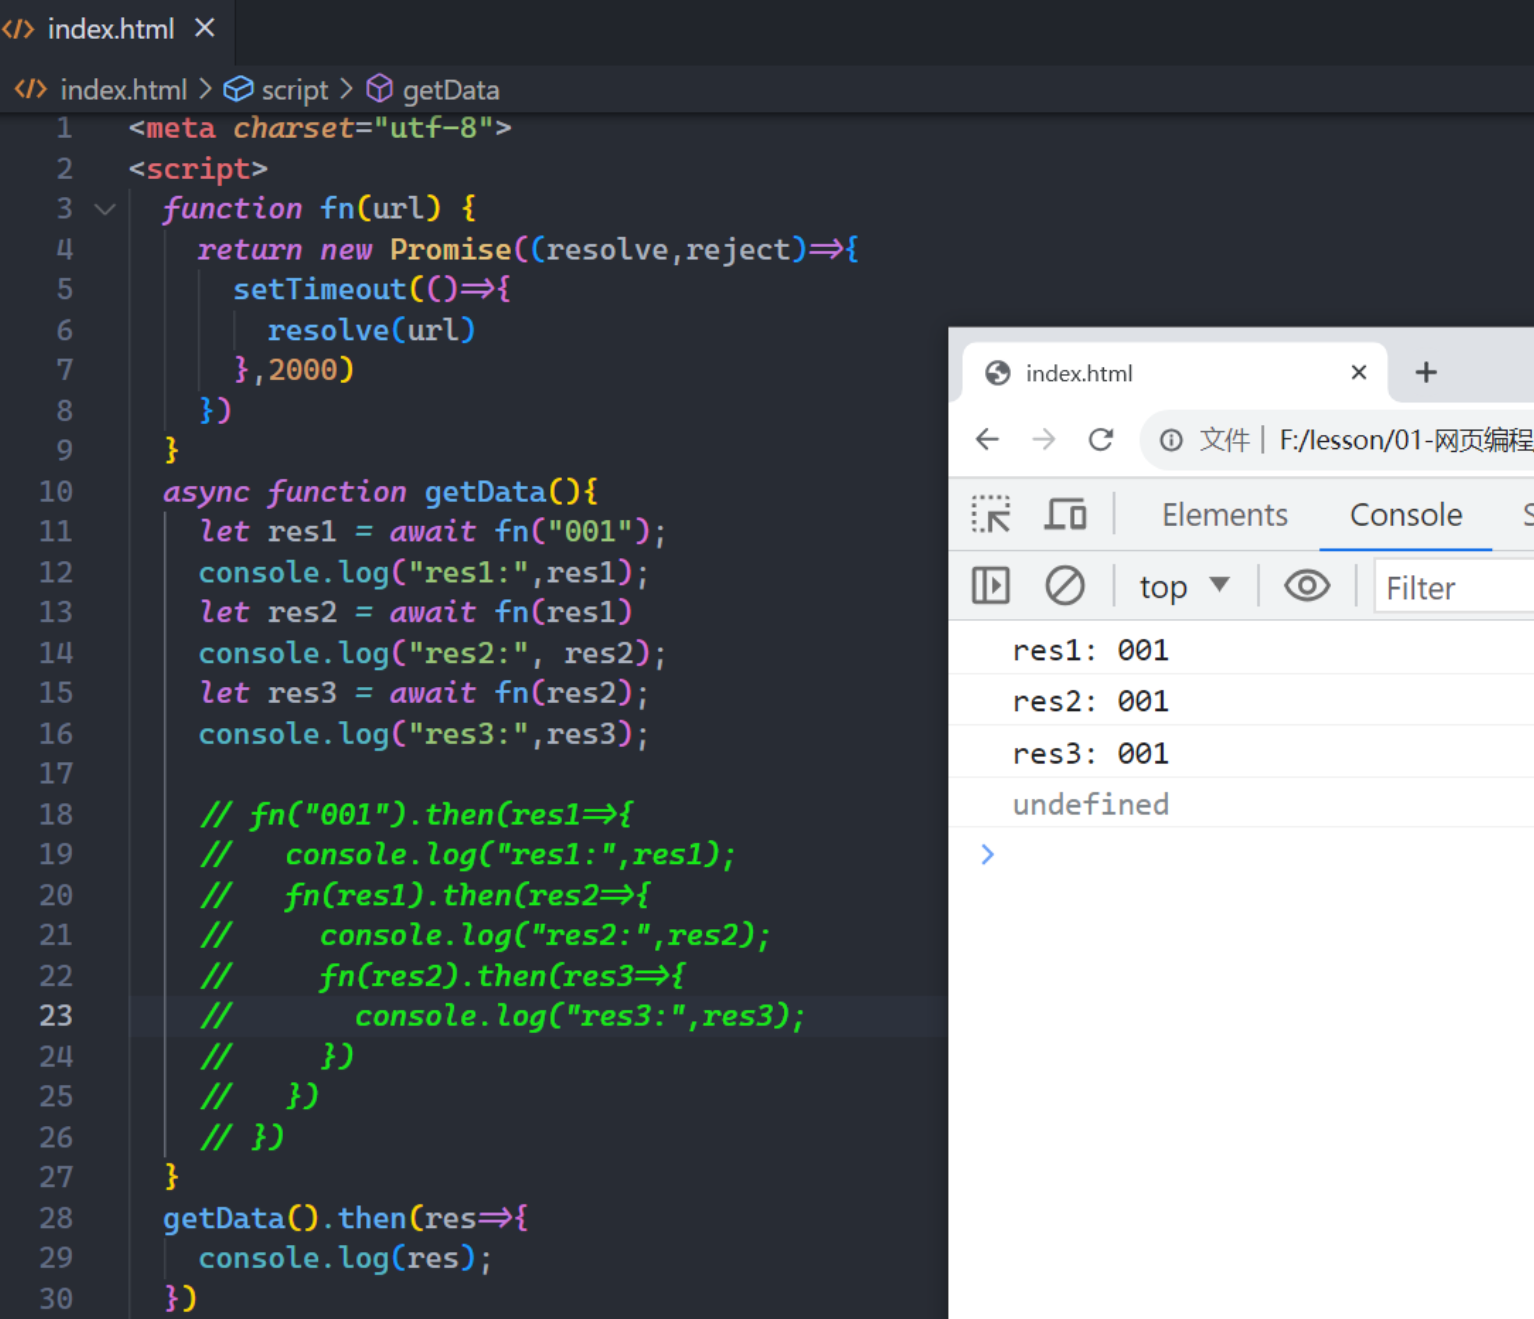 index.html
index.html > script > getData
1 <meta charset="utf-8">
2 <script>
3 function fn(url) {
4 return new Promise((resolve,reject)=>{
5 setTimeout(()=>{
6 resolve(url)
7 },2000)
8 })
9 }
10 async function getData(){
11 let res1 = await fn("001");
12 console.log("res1:",res1);
13 let res2 = await fn(res1)
14 console.log("res2:", res2);
15 let res3 = await fn(res2);
16 console.log("res3:",res3);
17
18 // fn("001").then(res1=>{
19 // console.log("res1:",res1);
20 // fn(res1).then(res2=>{
21 // console.log("res2:",res2);
22 // fn(res2).then(res3=>{
23 // console.log("res3:",res3);
24 // })
25 // })
26 // })
27 }
28 getData().then(res=>{
29 console.log(res);
30 })
index.html
文件 | F:/lesson/01-网页编程
Elements Console
top Filter
res1: 001
res2: 001
res3: 001
undefined